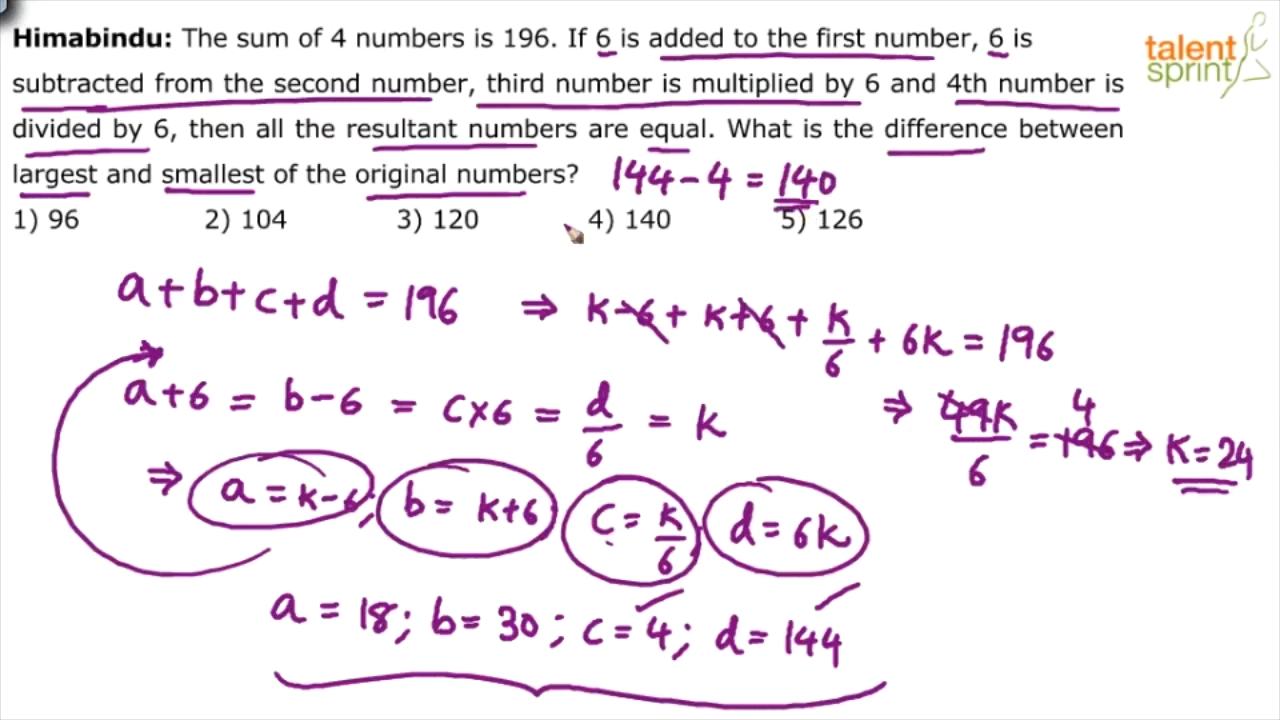 Himabindu: The sum of 4 numbers is 196. If 6 is added to the first number, 6 is
subtracted from the second number, third number is multiplied by 6 and 4th number is
divided by 6, then all the resultant numbers are equal. What is the difference between
largest and smallest of the original numbers? 144 - 4 = 140
1) 96 2) 104 3) 120 4) 140 5) 126
talent
sprint
a + b + c + d = 196 ⇒ k - 6 + k + 6 + k/6 + 6k = 196
a + 6 = b - 6 = c × 6 = d/6 = k
⇒ 49k/6 = 196 4 ⇒ k = 24
⇒ a = k - 6, b = k + 6, c = k/6, d = 6k
a = 18; b = 30; c = 4; d = 144